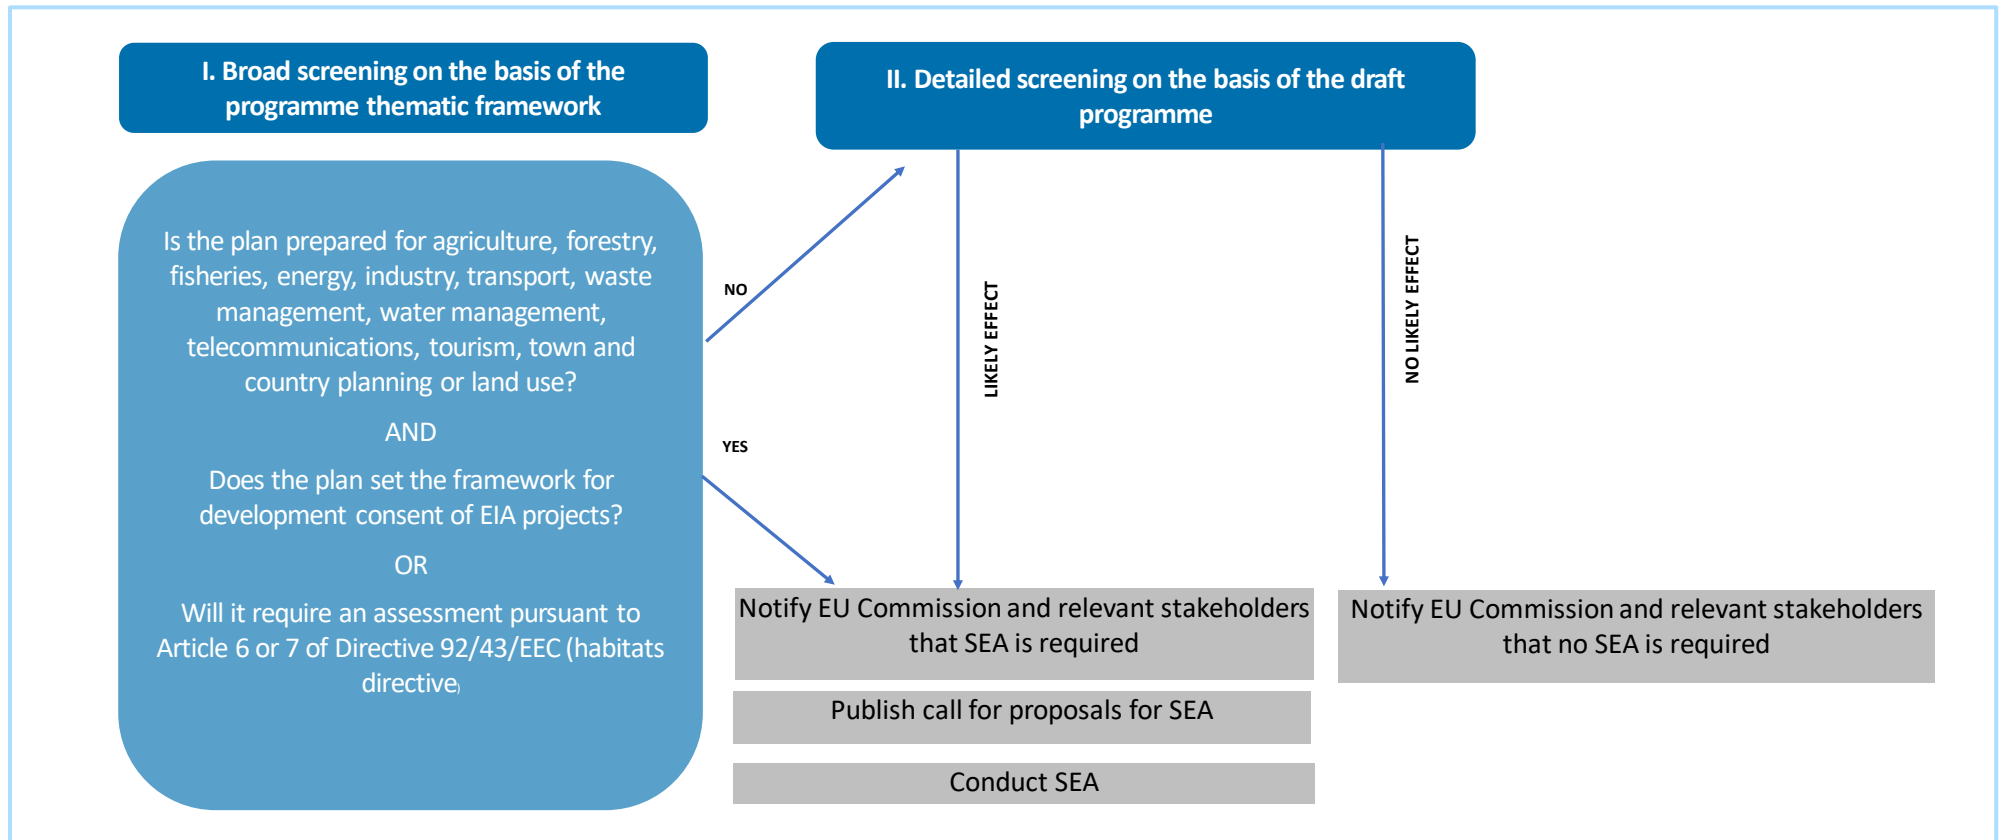 I. Broad screening on the basis of the
programme thematic framework
II. Detailed screening on the basis of the draft
programme
Is the plan prepared for agriculture, forestry,
fisheries, energy, industry, transport, waste
management, water management,
telecommunications, tourism, town and
country planning or land use?
AND
Does the plan set the framework for
development consent of EIA projects?
OR
Will it require an assessment pursuant to
Article 6 or 7 of Directive 92/43/EEC (habitats
directive)
NO
YES
LIKELY EFFECT
NO LIKELY EFFECT
Notify EU Commission and relevant stakeholders
that SEA is required
Publish call for proposals for SEA
Conduct SEA
Notify EU Commission and relevant stakeholders
that no SEA is required